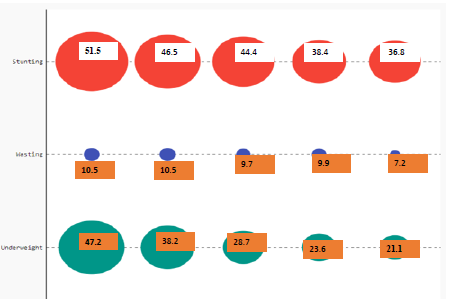 Stunting 51.5 46.5 44.4 38.4 36.8
Wasting 10.5 10.5 9.7 9.9 7.2
Underweight 47.2 38.2 28.7 23.6 21.1